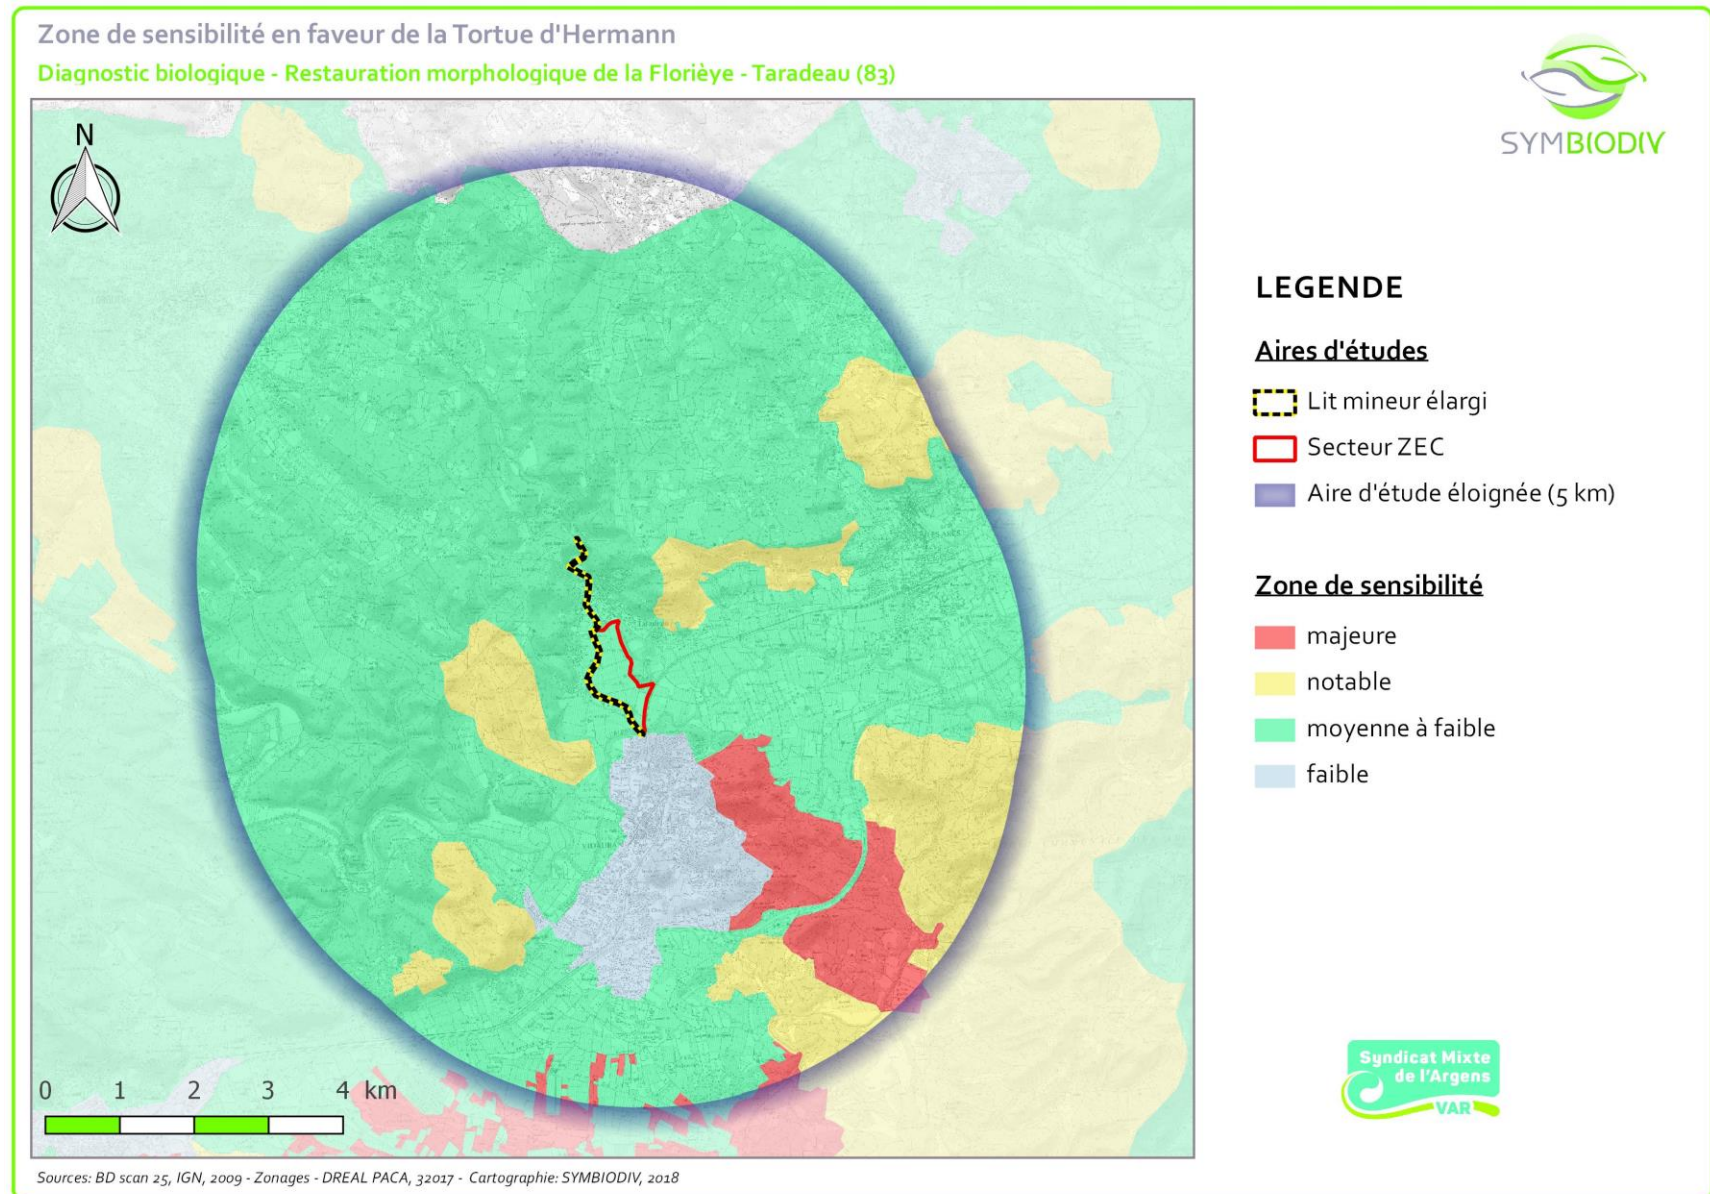 Zone de sensibilité en faveur de la Tortue d'Hermann
Diagnostic biologique - Restauration morphologique de la Florièye - Taradeau (83)
SYMBIODIV
N
LEGENDE
Aires d'études
Lit mineur élargi
Secteur ZEC
Aire d'étude éloignée (5 km)
Zone de sensibilité
majeure
notable
moyenne à faible
faible
0 1 2 3 4 km
Syndicat Mixte
de l'Argens
VAR
Sources: BD scan 25, IGN, 2009 - Zonages - DREAL PACA, 32017 - Cartographie: SYMBIODIV, 2018